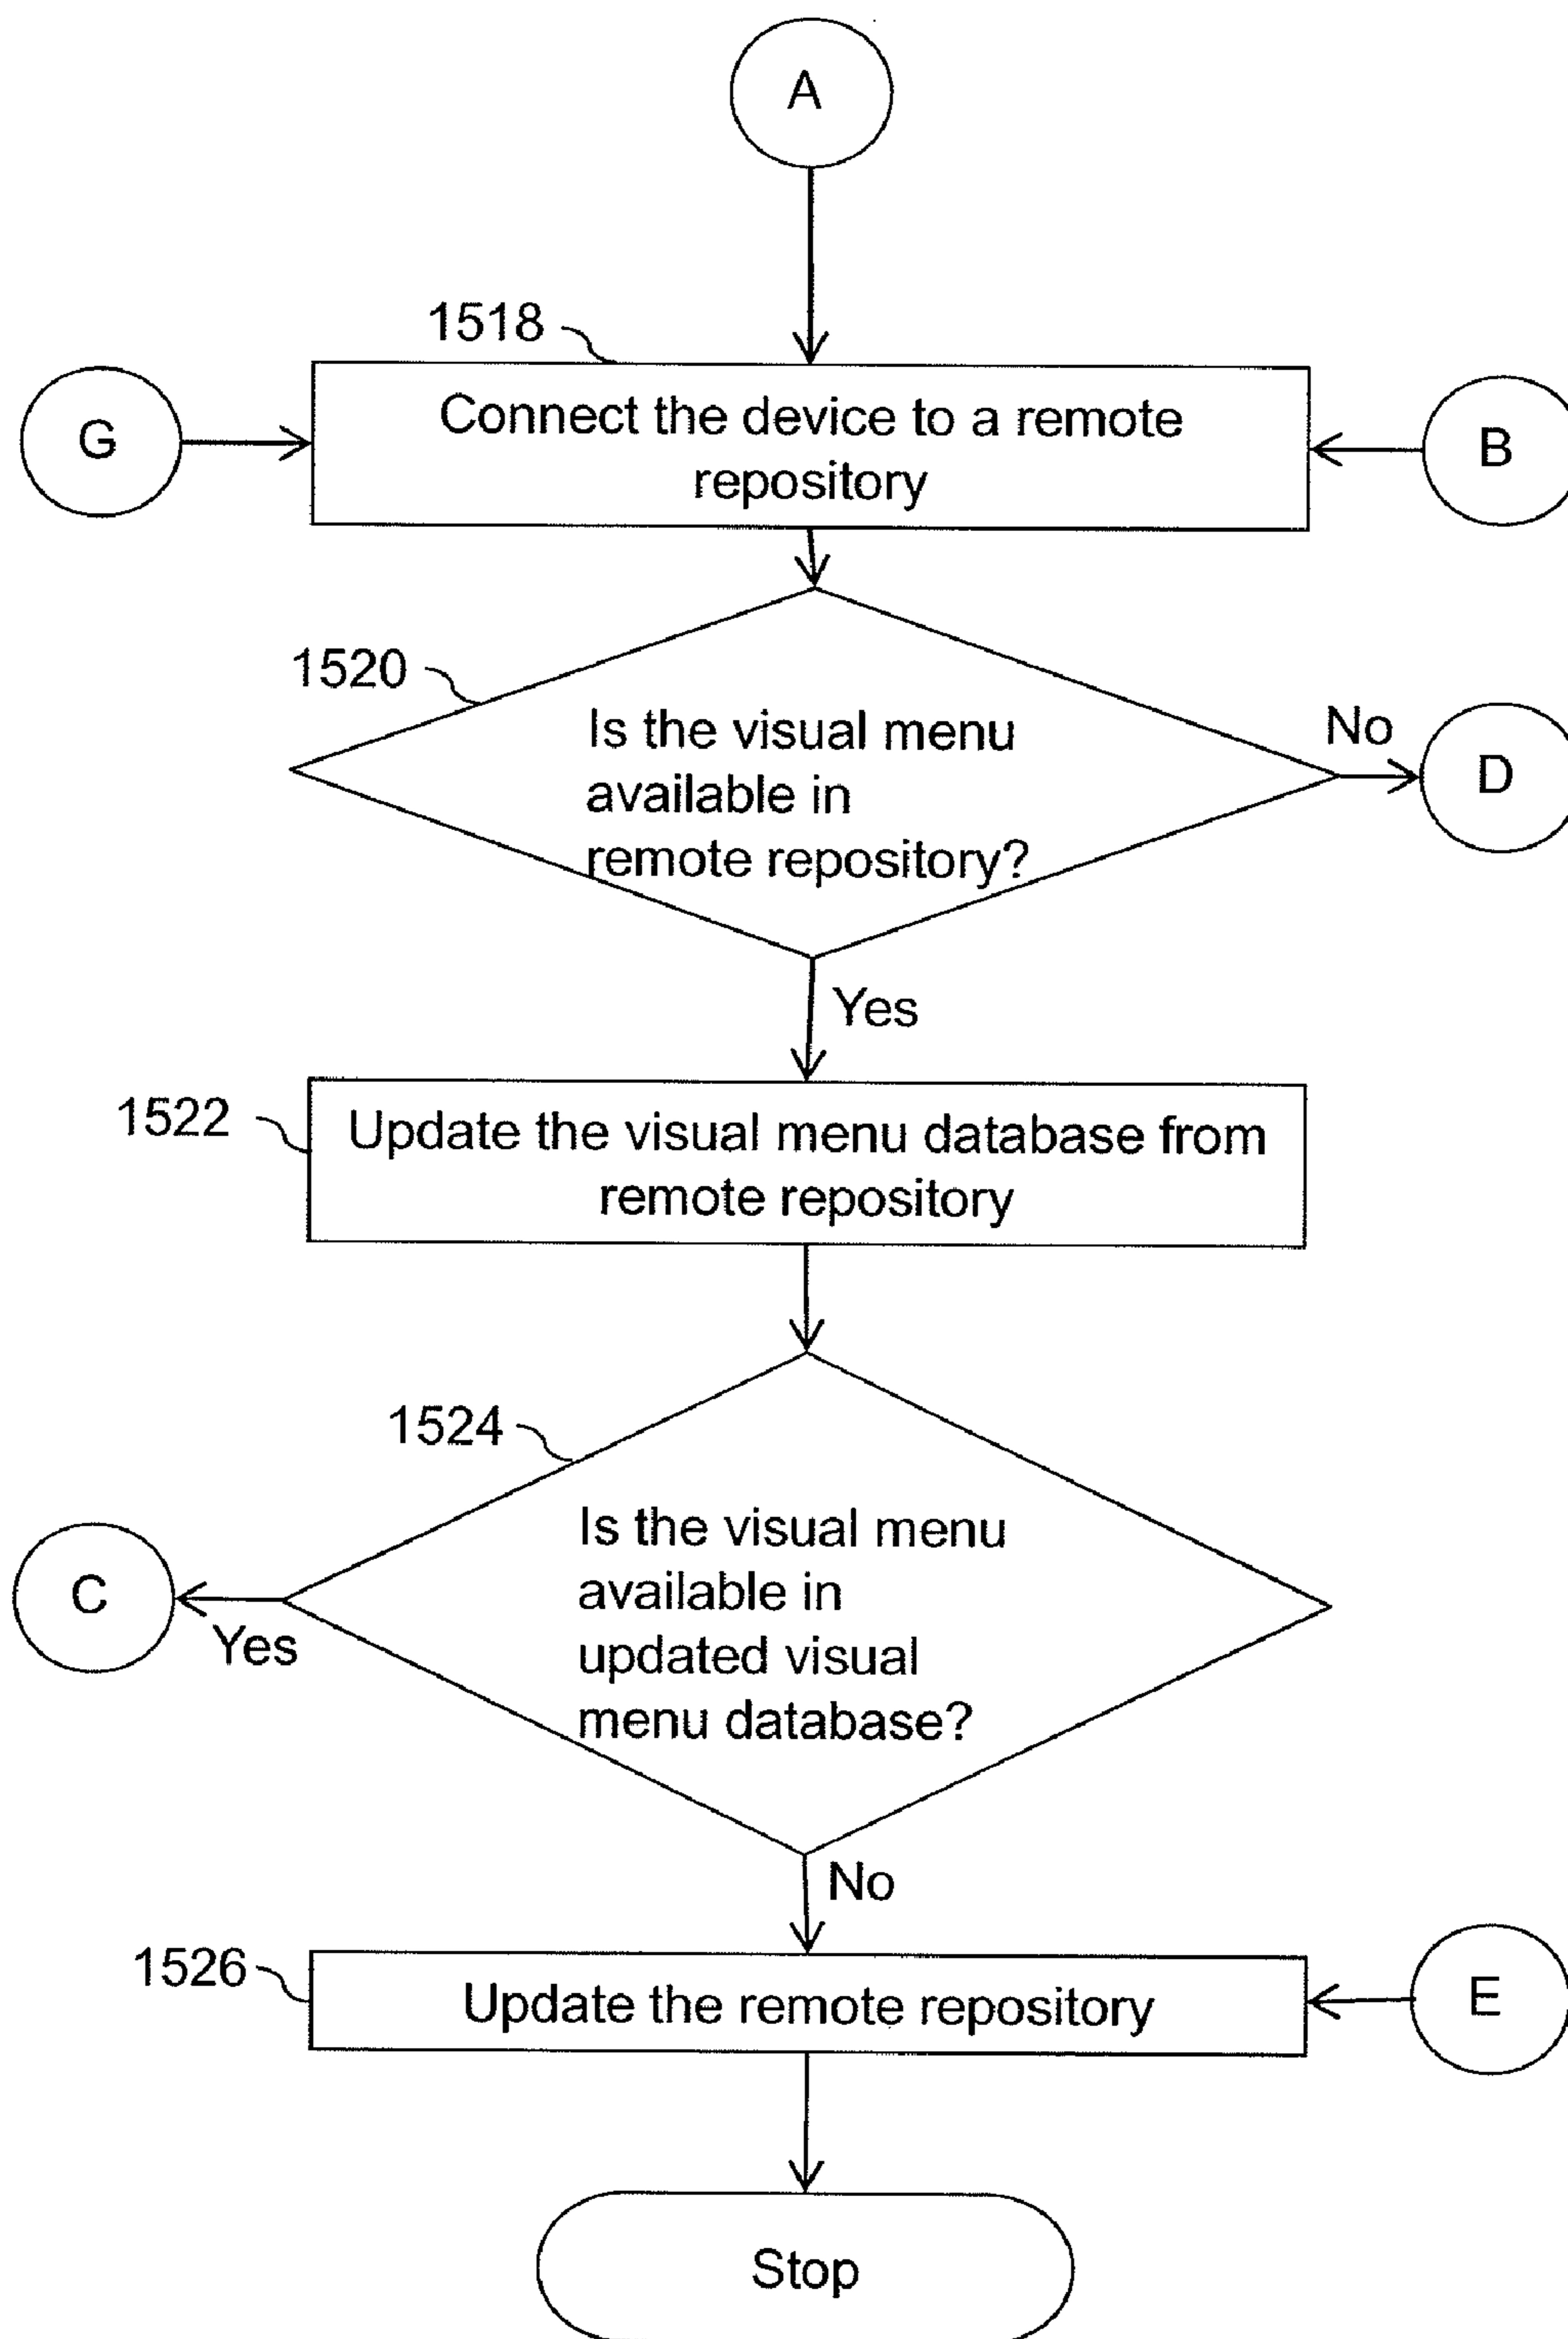 A
1518
G
Connect the device to a remote
repository
B
1520
Is the visual menu
available in
remote repository?
No
D
Yes
1522
Update the visual menu database from
remote repository
1524
Is the visual menu
available in
updated visual
menu database?
C
Yes
No
1526
Update the remote repository
E
Stop